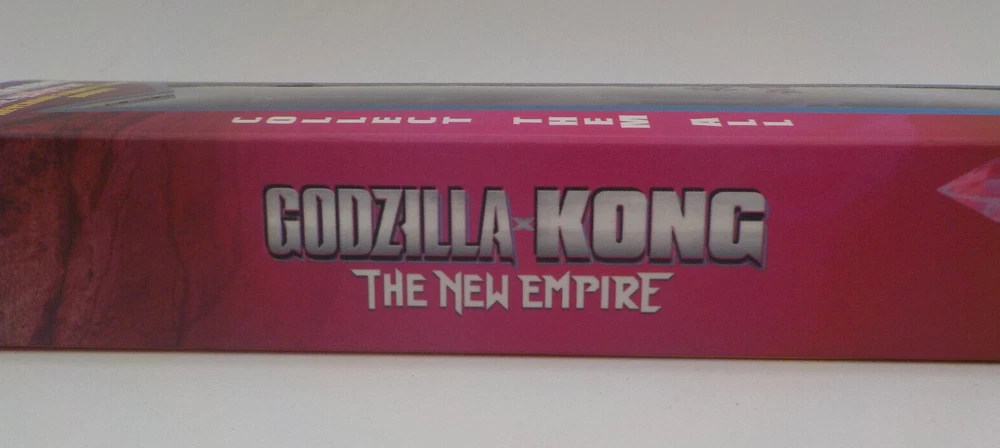 COLLECT THEM ALL
GODZILLA x KONG
THE NEW EMPIRE